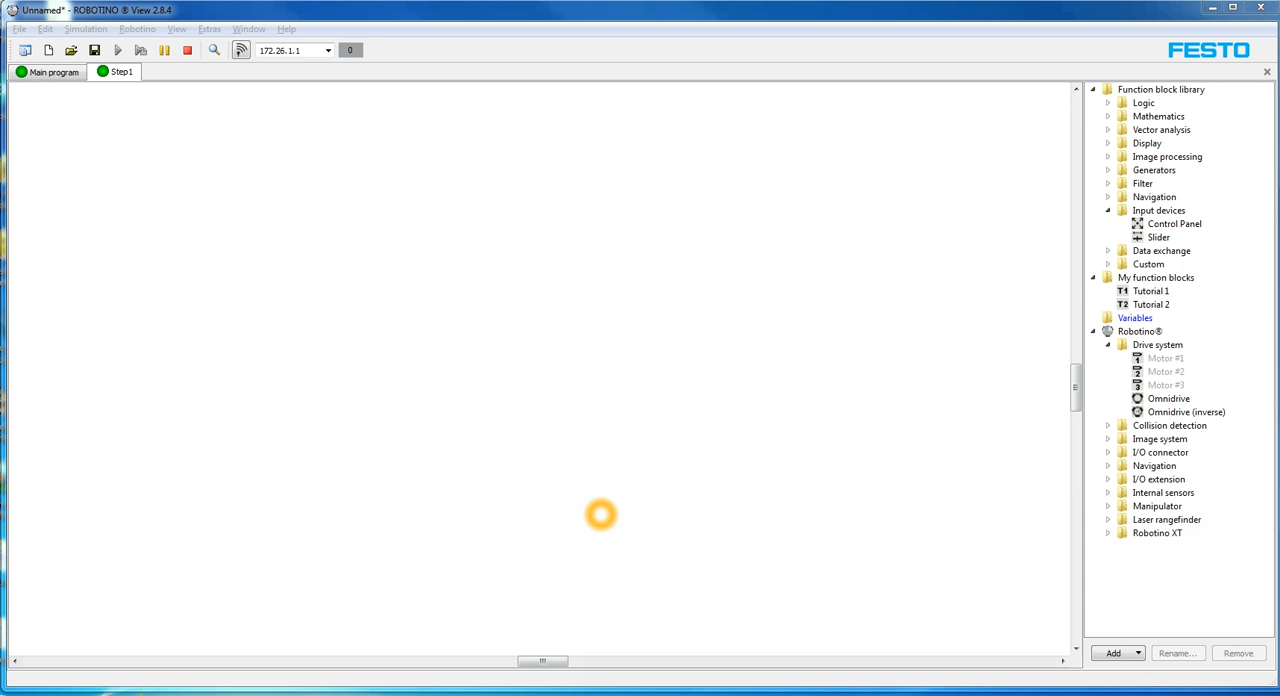 Unnamed* - ROBOTINO ® View 2.8.4
File Edit Simulation Robotino View Extras Window Help
172.26.1.1 0
FESTO
Main program Step1
Function block library
Logic
Mathematics
Vector analysis
Display
Image processing
Generators
Filter
Navigation
Input devices
Control Panel
Slider
Data exchange
Custom
My function blocks
T1 Tutorial 1
T2 Tutorial 2
Variables
Robotino®
Drive system
1 Motor #1
2 Motor #2
3 Motor #3
Omnidrive
Omnidrive (inverse)
Collision detection
Image system
I/O connector
Navigation
I/O extension
Internal sensors
Manipulator
Laser rangefinder
Robotino XT
Add Rename... Remove